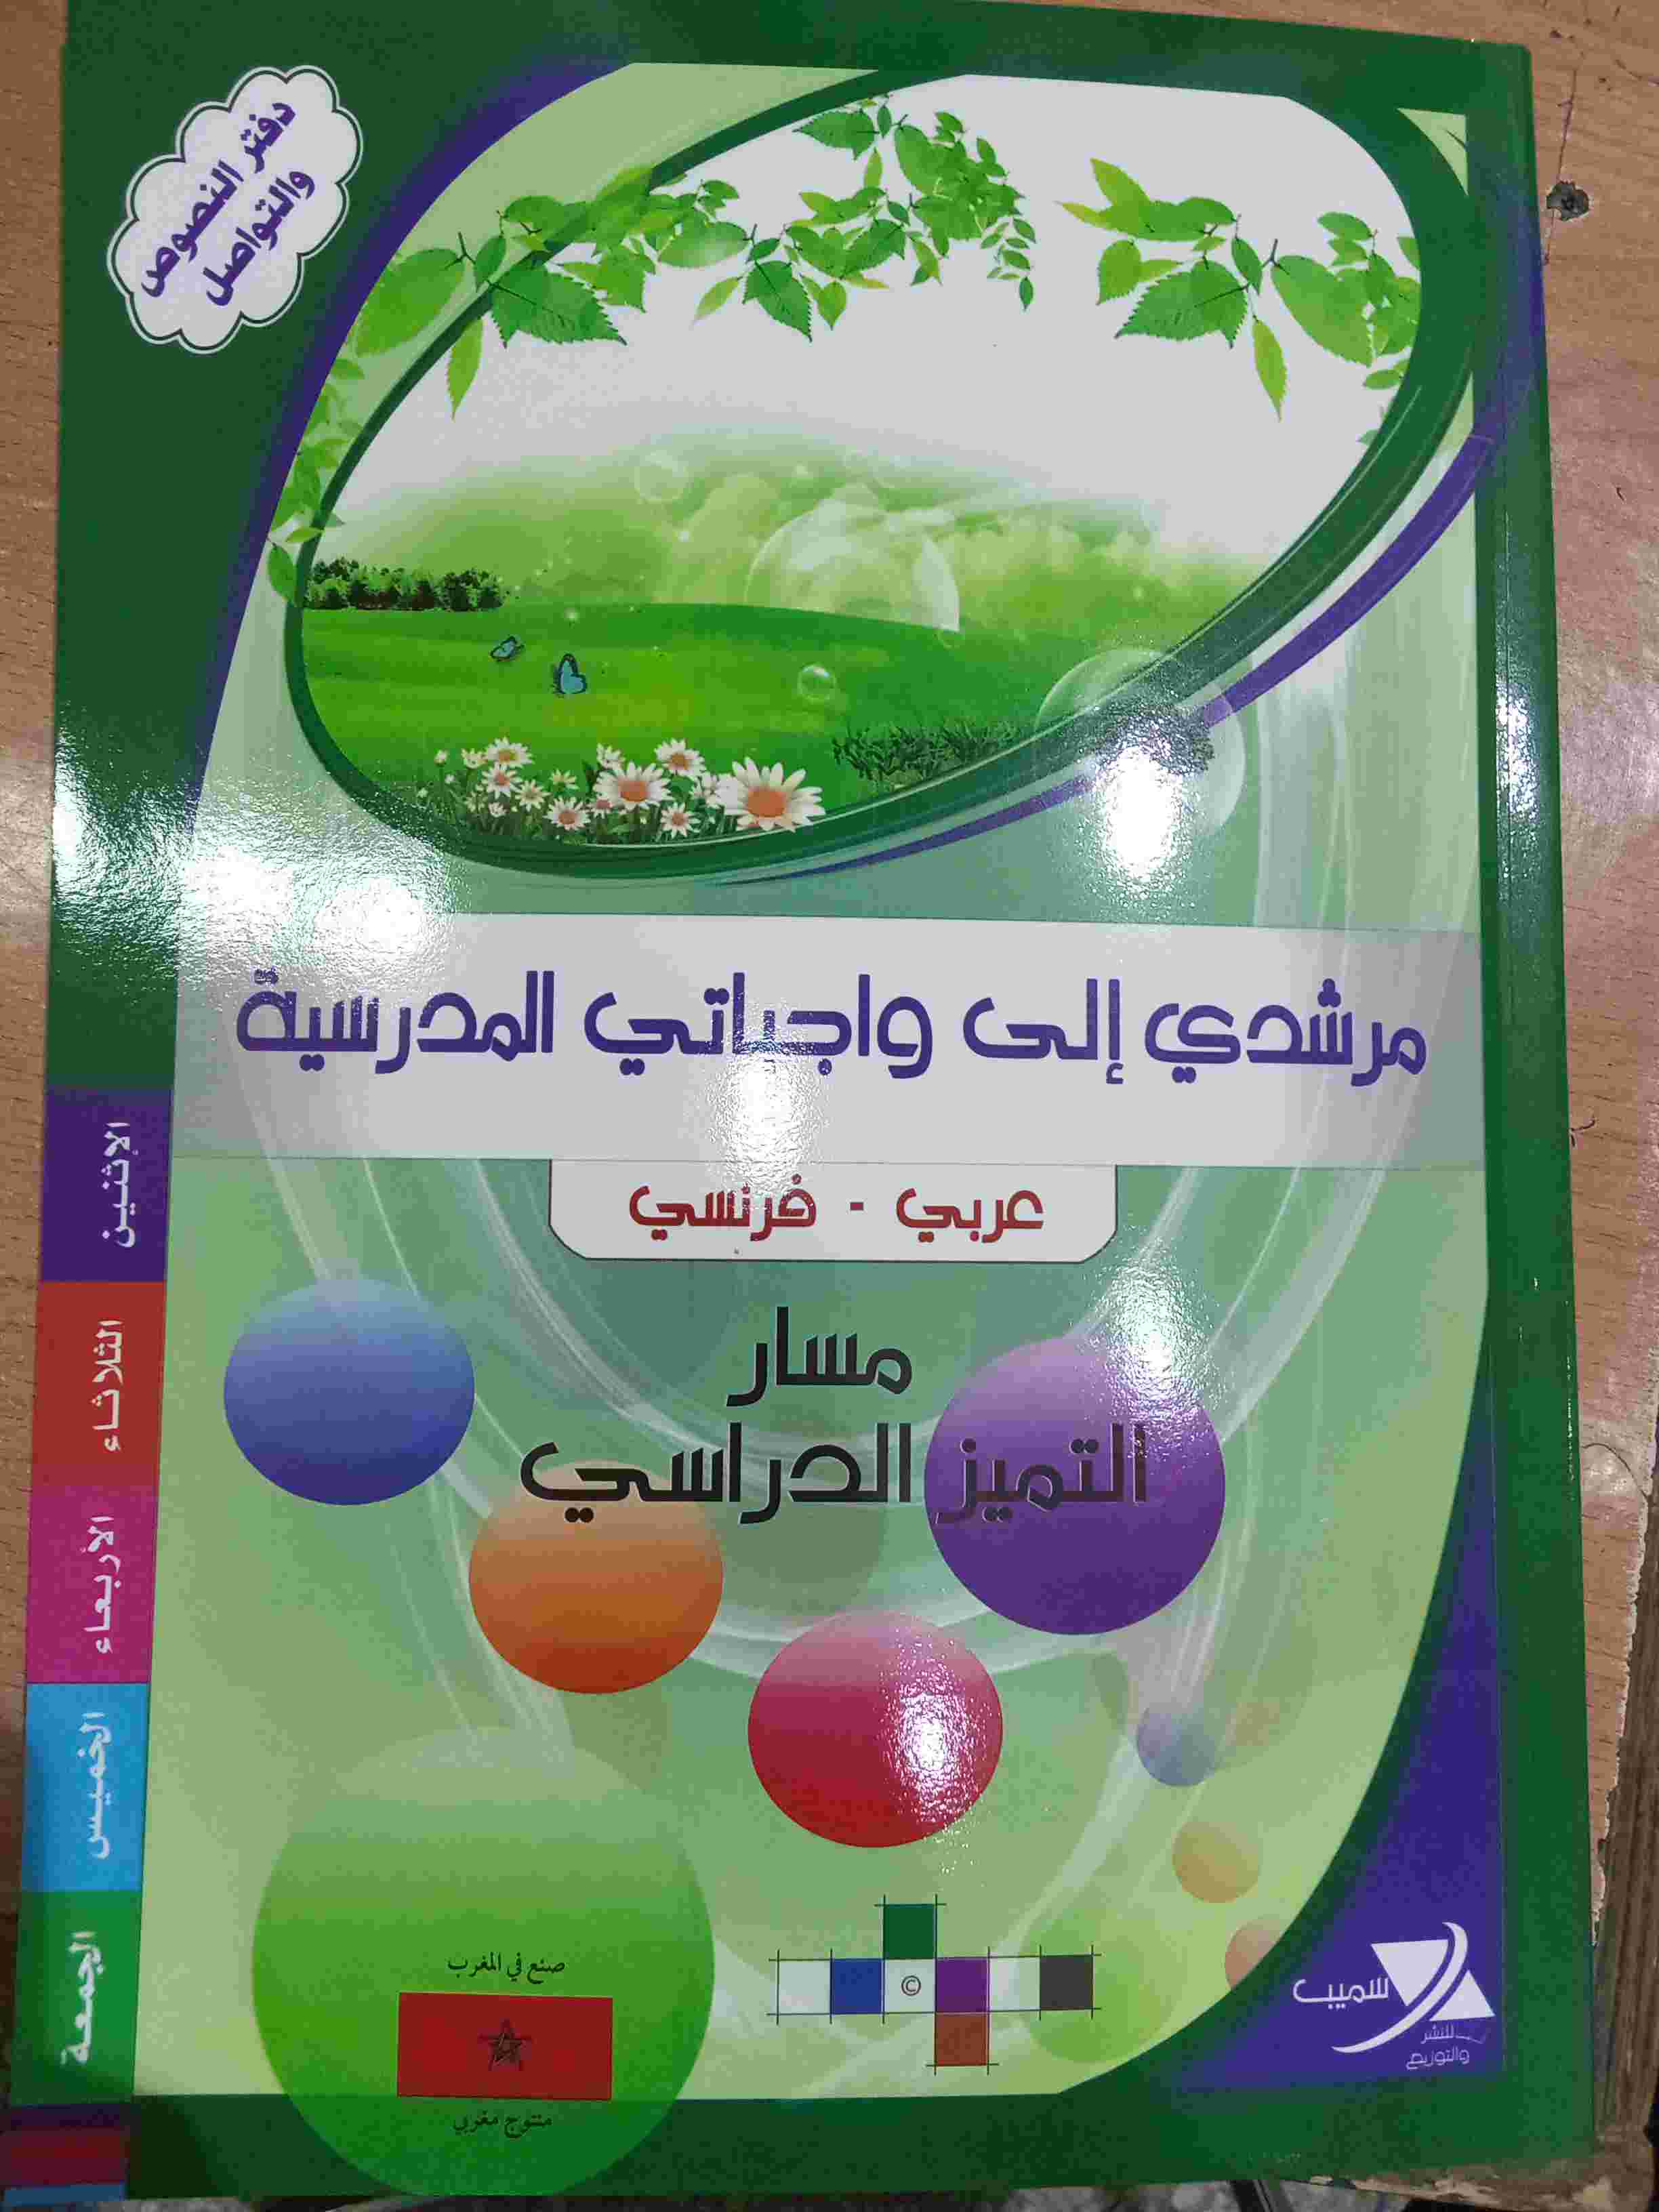 دفتر النصوص
والتواصل
مرشدي إلى واجباتي المدرسية
عربي - فرنسي
مسار
التميز الدراسي
الإثنين
الثلاثاء
الأربعاء
الخميس
الجمعة
صنع في المغرب
منتوج مغربي
©
سميب
للنشر
والتوزيع